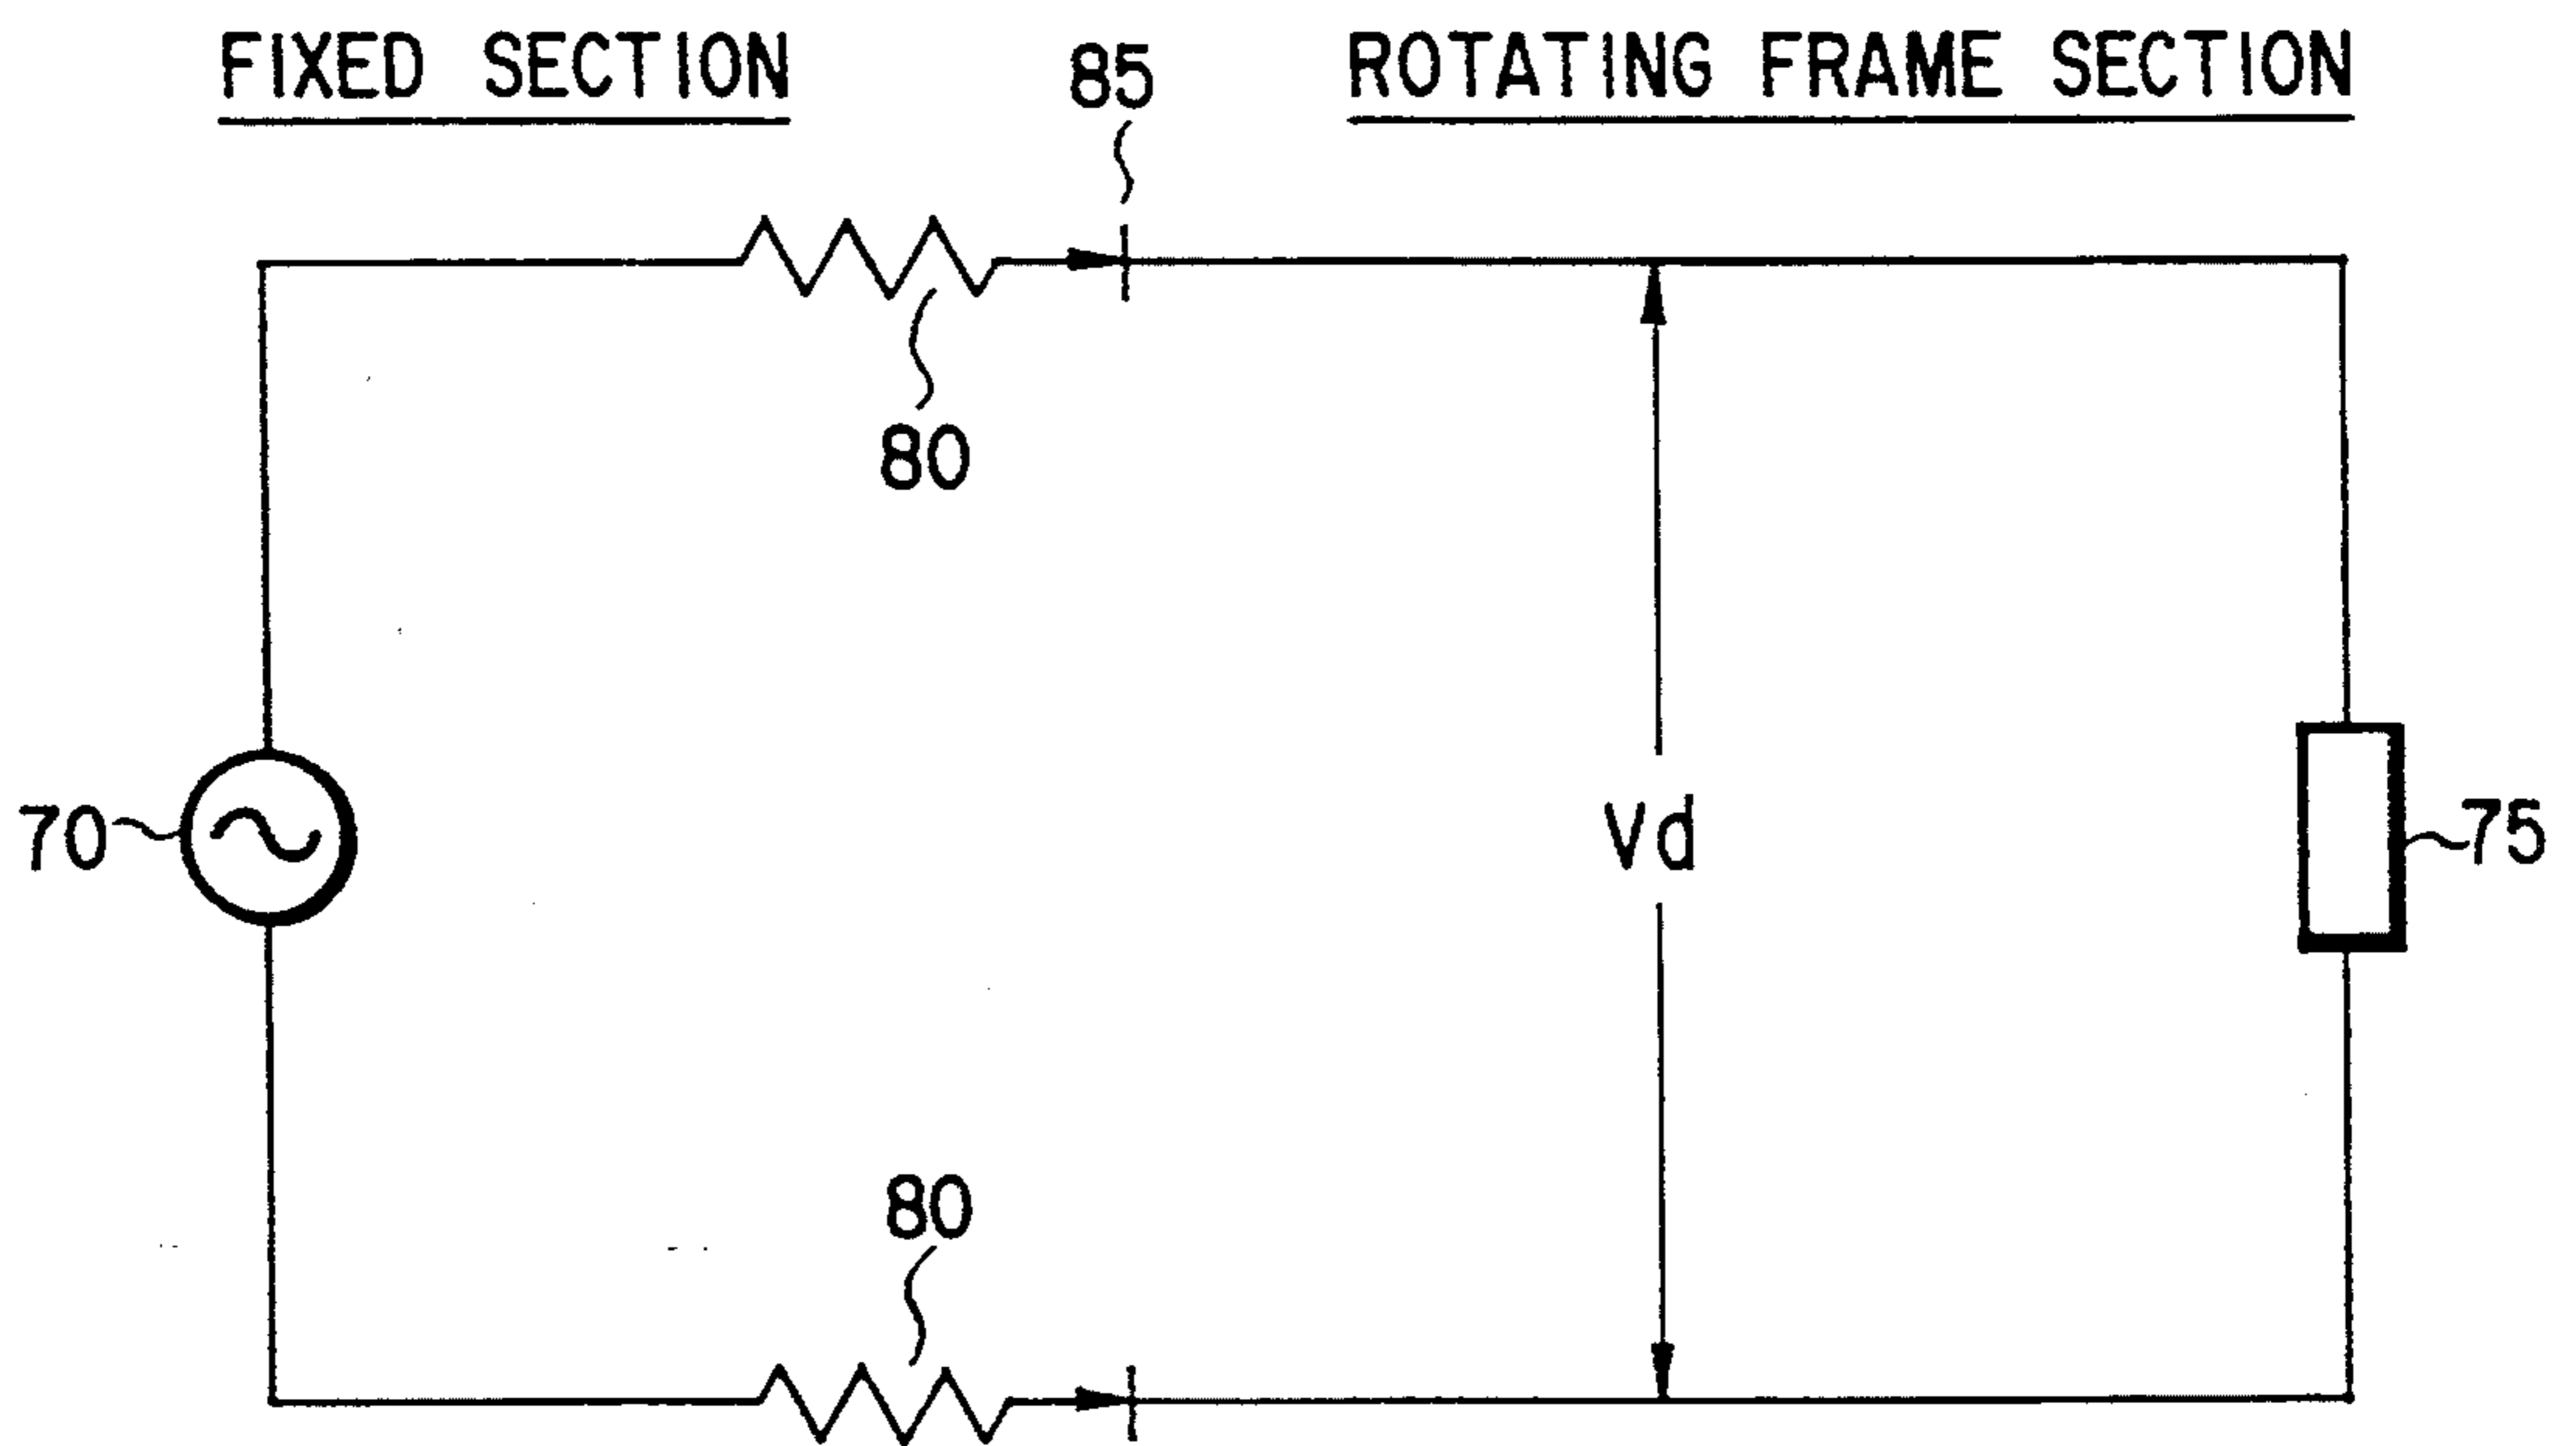 FIXED SECTION
85
ROTATING FRAME SECTION
80
70
Vd
75
80